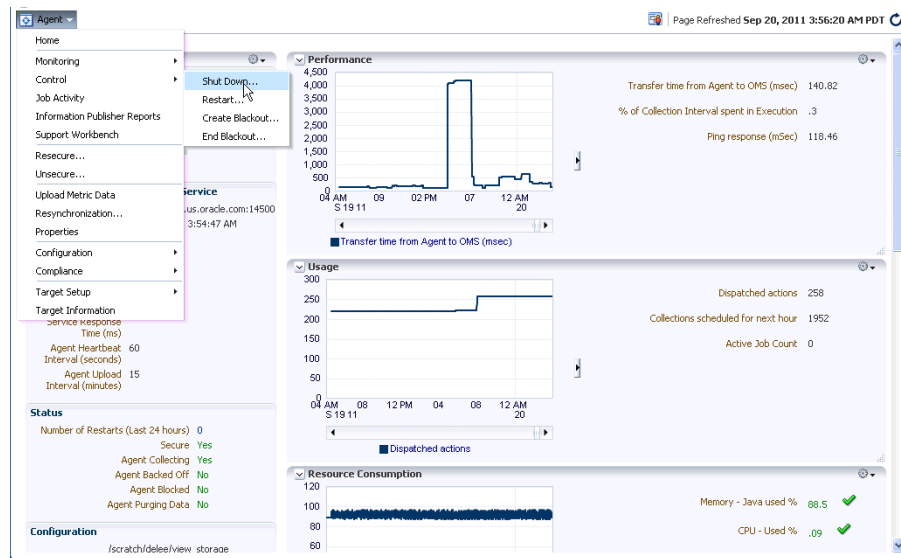 Agent
Page Refreshed Sep 20, 2011 3:56:20 AM PDT
Home
Monitoring
Control
Job Activity
Information Publisher Reports
Support Workbench
Resecure...
Unsecure...
Upload Metric Data
Resynchronization...
Properties
Configuration
Compliance
Target Setup
Target Information
Shut Down...
Restart...
Create Blackout...
End Blackout...
Service
.us.oracle.com:14500
3:54:47 AM
Service Response
Time (ms)
Agent Heartbeat 60
Interval (seconds)
Agent Upload 15
Interval (minutes)
Status
Number of Restarts (Last 24 hours) 0
Secure Yes
Agent Collecting Yes
Agent Backed Off No
Agent Blocked No
Agent Purging Data No
Configuration
/scratch/delee/view_storage
Performance
4,500
4,000
3,500
3,000
2,500
2,000
1,500
1,000
500
0
04 AM 09 02 PM 07 12 AM
S 19 11 20
Transfer time from Agent to OMS (msec)
Transfer time from Agent to OMS (msec) 140.82
% of Collection Interval spent in Execution .3
Ping response (mSec) 118.46
Usage
300
250
200
150
100
50
0
04 AM 08 12 PM 04 08 12 AM
S 19 11 20
Dispatched actions
Dispatched actions 258
Collections scheduled for next hour 1952
Active Job Count 0
Resource Consumption
120
100
80
60
Memory - Java used % 88.5
CPU - Used % .09